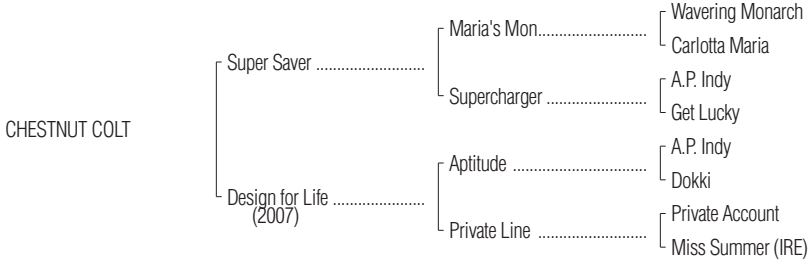 Wavering Monarch
Maria's Mon..........................
Carlotta Maria
Super Saver ..........................
A.P. Indy
Supercharger ........................
Get Lucky
CHESTNUT COLT
A.P. Indy
Aptitude ................................
Dokki
Design for Life ......................
(2007)
Private Account
Private Line ..........................
Miss Summer (IRE)